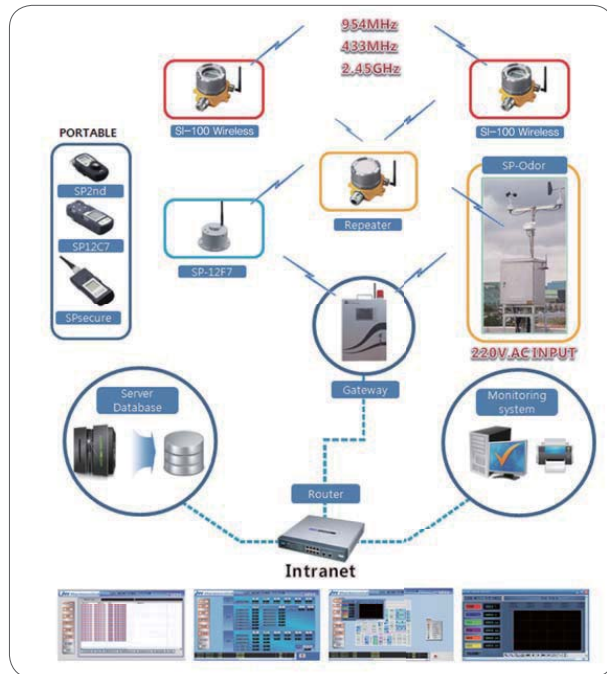 954MHz
433MHz
2.45GHz
SI-100 Wireless
SI-100 Wireless
PORTABLE
SP2nd
SP12C7
SPsecure
SP-12F7
Repeater
SP-Odor
220V.AC INPUT
Gateway
Server
Database
Monitoring
system
Router
Intranet